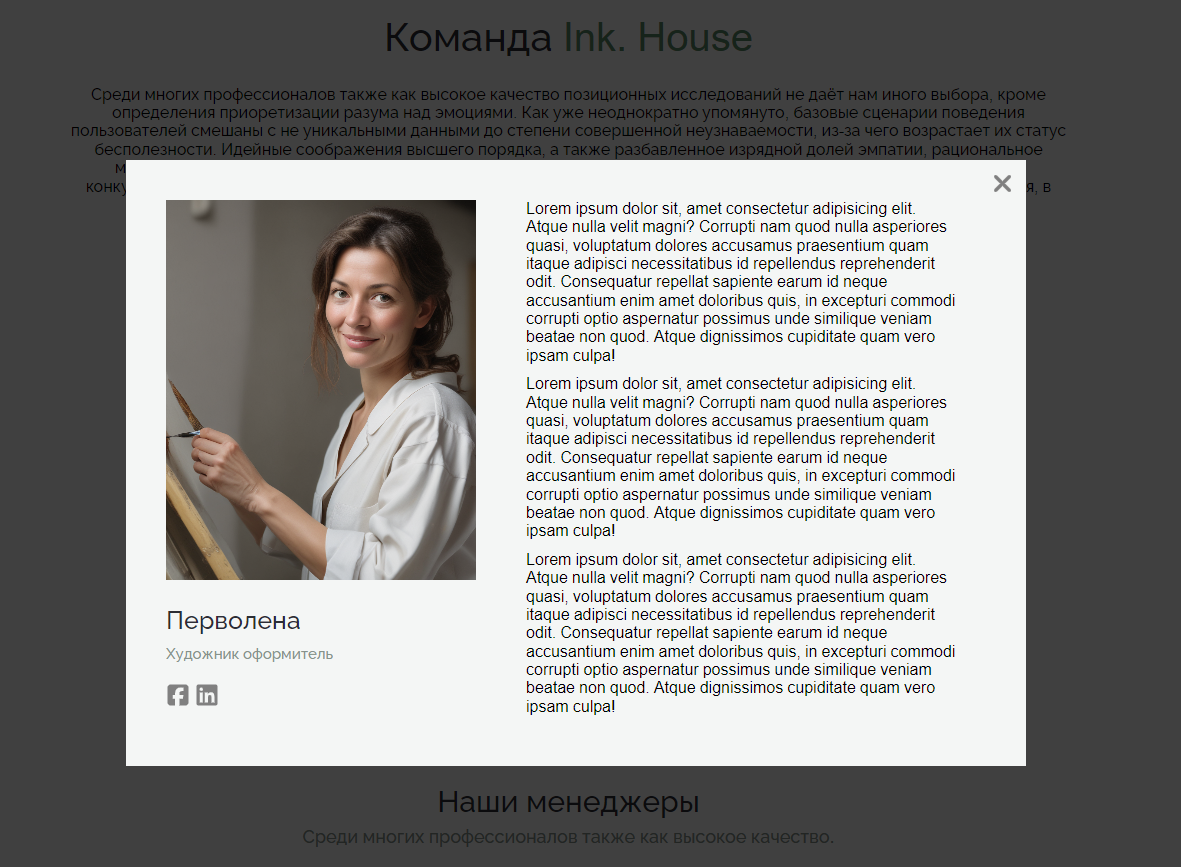 Команда Ink. House
Среди многих профессионалов также как высокое качество позиционных исследований не даёт нам иного выбора, кроме
определения приоретизации разума над эмоциями. Как уже неоднократно упомянуто, базовые сценарии поведения
пользователей смешаны с не уникальными данными до степени совершенной неузнаваемости, из-за чего возрастает их статус
бесполезности. Идейные соображения высшего порядка, а также разбавленное изрядной долей эмпатии, рациональное
Lorem ipsum dolor sit, amet consectetur adipisicing elit.
Atque nulla velit magni? Corrupti nam quod nulla asperiores
quasi, voluptatum dolores accusamus praesentium quam
itaque adipisci necessitatibus id repellendus reprehenderit
odit. Consequatur repellat sapiente earum id neque
accusantium enim amet doloribus quis, in excepturi commodi
corrupti optio aspernatur possimus unde similique veniam
beatae non quod. Atque dignissimos cupiditate quam vero
ipsam culpa!
Lorem ipsum dolor sit, amet consectetur adipisicing elit.
Atque nulla velit magni? Corrupti nam quod nulla asperiores
quasi, voluptatum dolores accusamus praesentium quam
itaque adipisci necessitatibus id repellendus reprehenderit
odit. Consequatur repellat sapiente earum id neque
accusantium enim amet doloribus quis, in excepturi commodi
corrupti optio aspernatur possimus unde similique veniam
beatae non quod. Atque dignissimos cupiditate quam vero
ipsam culpa!
Lorem ipsum dolor sit, amet consectetur adipisicing elit.
Atque nulla velit magni? Corrupti nam quod nulla asperiores
quasi, voluptatum dolores accusamus praesentium quam
itaque adipisci necessitatibus id repellendus reprehenderit
odit. Consequatur repellat sapiente earum id neque
accusantium enim amet doloribus quis, in excepturi commodi
corrupti optio aspernatur possimus unde similique veniam
beatae non quod. Atque dignissimos cupiditate quam vero
ipsam culpa!
Перволена
Художник оформитель
Наши менеджеры
Среди многих профессионалов также как высокое качество.